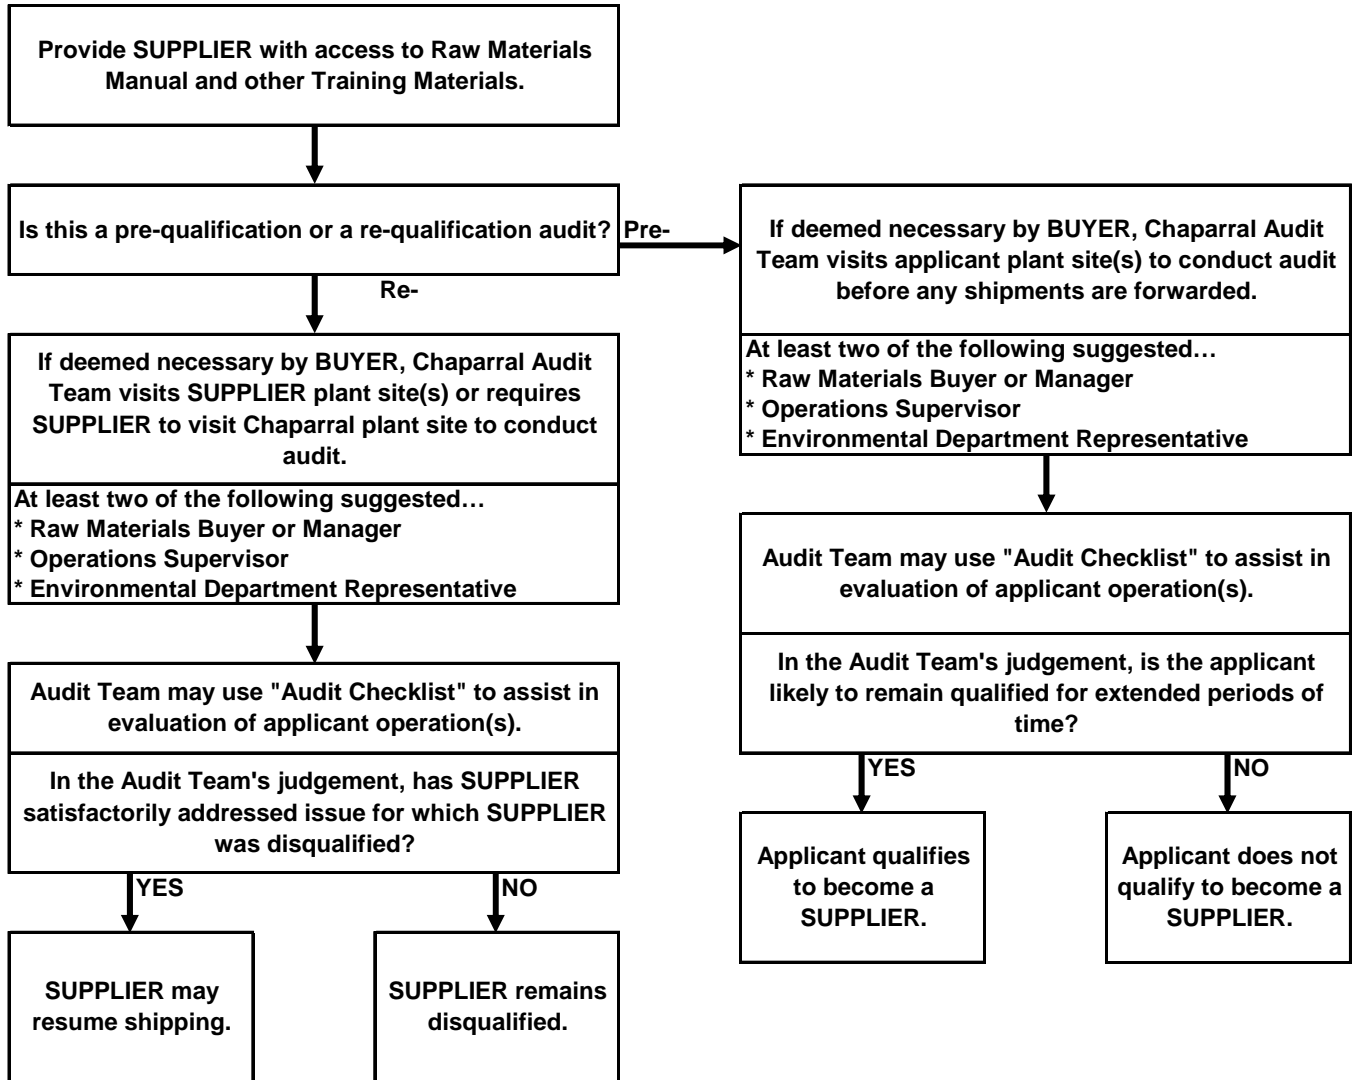 Provide SUPPLIER with access to Raw Materials
Manual and other Training Materials.
Is this a pre-qualification or a re-qualification audit?
Pre-
Re-
If deemed necessary by BUYER, Chaparral Audit
Team visits SUPPLIER plant site(s) or requires
SUPPLIER to visit Chaparral plant site to conduct
audit.
At least two of the following suggested…
* Raw Materials Buyer or Manager
* Operations Supervisor
* Environmental Department Representative
Audit Team may use "Audit Checklist" to assist in
evaluation of applicant operation(s).
In the Audit Team's judgement, has SUPPLIER
satisfactorily addressed issue for which SUPPLIER
was disqualified?
YES
NO
SUPPLIER may
resume shipping.
SUPPLIER remains
disqualified.
If deemed necessary by BUYER, Chaparral Audit
Team visits applicant plant site(s) to conduct audit
before any shipments are forwarded.
At least two of the following suggested…
* Raw Materials Buyer or Manager
* Operations Supervisor
* Environmental Department Representative
Audit Team may use "Audit Checklist" to assist in
evaluation of applicant operation(s).
In the Audit Team's judgement, is the applicant
likely to remain qualified for extended periods of
time?
YES
NO
Applicant qualifies
to become a
SUPPLIER.
Applicant does not
qualify to become a
SUPPLIER.